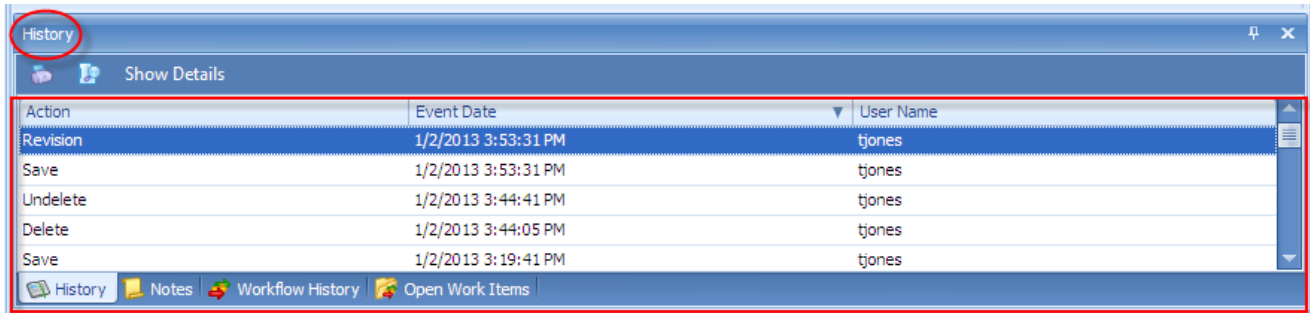 History
Show Details
Action Event Date User Name
Revision 1/2/2013 3:53:31 PM tjones
Save 1/2/2013 3:53:31 PM tjones
Undelete 1/2/2013 3:44:41 PM tjones
Delete 1/2/2013 3:44:05 PM tjones
Save 1/2/2013 3:19:41 PM tjones
History Notes Workflow History Open Work Items